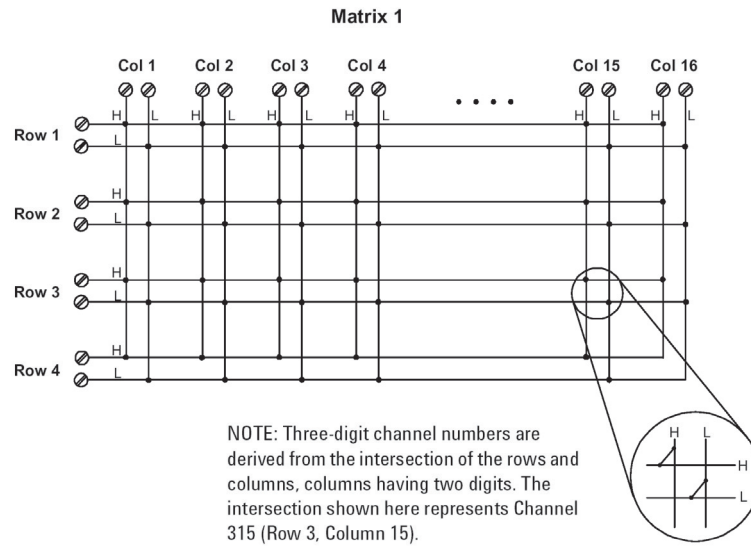 Matrix 1
Col 1 Col 2 Col 3 Col 4 Col 15 Col 16
. . . .
H L H L H L H L H L H L
Row 1
L
H
Row 2
L
H
Row 3
L
H
Row 4
L
H L
H
L
NOTE: Three-digit channel numbers are
derived from the intersection of the rows and
columns, columns having two digits. The
intersection shown here represents Channel
315 (Row 3, Column 15).